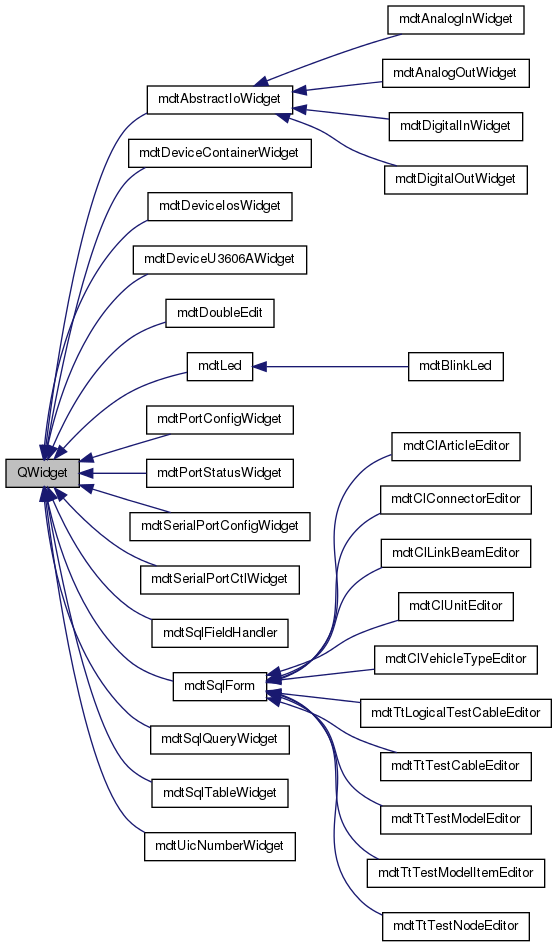 mdtAnalogInWidget
mdtAnalogOutWidget
mdtAbstractIoWidget
mdtDigitalInWidget
mdtDeviceContainerWidget
mdtDigitalOutWidget
mdtDeviceIosWidget
mdtDeviceU3606AWidget
mdtDoubleEdit
mdtLed
mdtBlinkLed
mdtPortConfigWidget
mdtClArticleEditor
QWidget
mdtPortStatusWidget
mdtClConnectorEditor
mdtSerialPortConfigWidget
mdtClLinkBeamEditor
mdtSerialPortCtlWidget
mdtClUnitEditor
mdtSqlFieldHandler
mdtClVehicleTypeEditor
mdtSqlForm
mdtTtLogicalTestCableEditor
mdtSqlQueryWidget
mdtTtTestCableEditor
mdtSqlTableWidget
mdtTtTestModelEditor
mdtUicNumberWidget
mdtTtTestModelItemEditor
mdtTtTestNodeEditor